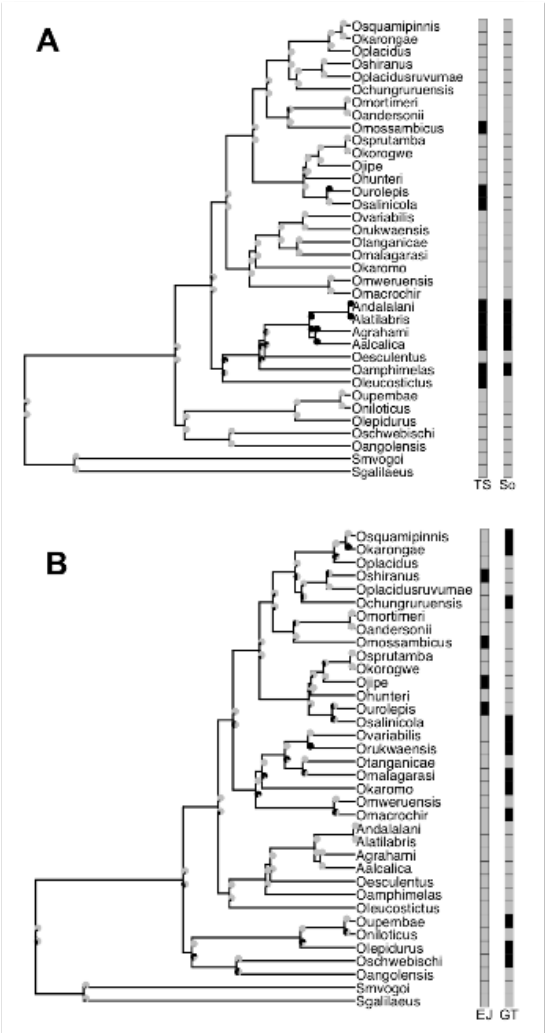 A
Osquamipinnis
Okarongae
Oplacidus
Oshiranus
Oplacidusruvumae
Ochungruruensis
Omortimeri
Oandersonii
Omossambicus
Osprutamba
Okorogwe
Ojipe
Ohunteri
Ourolepis
Osalinicola
Ovariabilis
Orukwaensis
Otanganicae
Omalagarasi
Okaromo
Omweruensis
Omacrochir
Andalalani
Alatilabris
Agrahami
Aalcalica
Oesculentus
Oamphimelas
Oleucostictus
Oupembae
Oniloticus
Olepidurus
Oschwebischi
Oangolensis
Smvogoi
Sgalilaeus
TS So
B
Osquamipinnis
Okarongae
Oplacidus
Oshiranus
Oplacidusruvumae
Ochungruruensis
Omortimeri
Oandersonii
Omossambicus
Osprutamba
Okorogwe
Ojipe
Ohunteri
Ourolepis
Osalinicola
Ovariabilis
Orukwaensis
Otanganicae
Omalagarasi
Okaromo
Omweruensis
Omacrochir
Andalalani
Alatilabris
Agrahami
Aalcalica
Oesculentus
Oamphimelas
Oleucostictus
Oupembae
Oniloticus
Olepidurus
Oschwebischi
Oangolensis
Smvogoi
Sgalilaeus
EJ GT